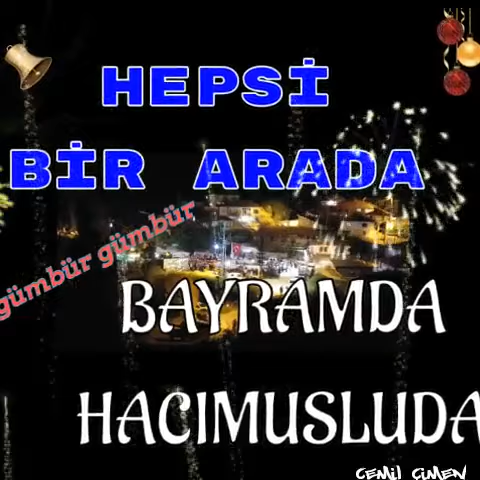 HEPSİ
BİR ARADA
gümbür gümbür
BAYRAMDA
HACIMUSLUDA
CEMİL ÇİMEN